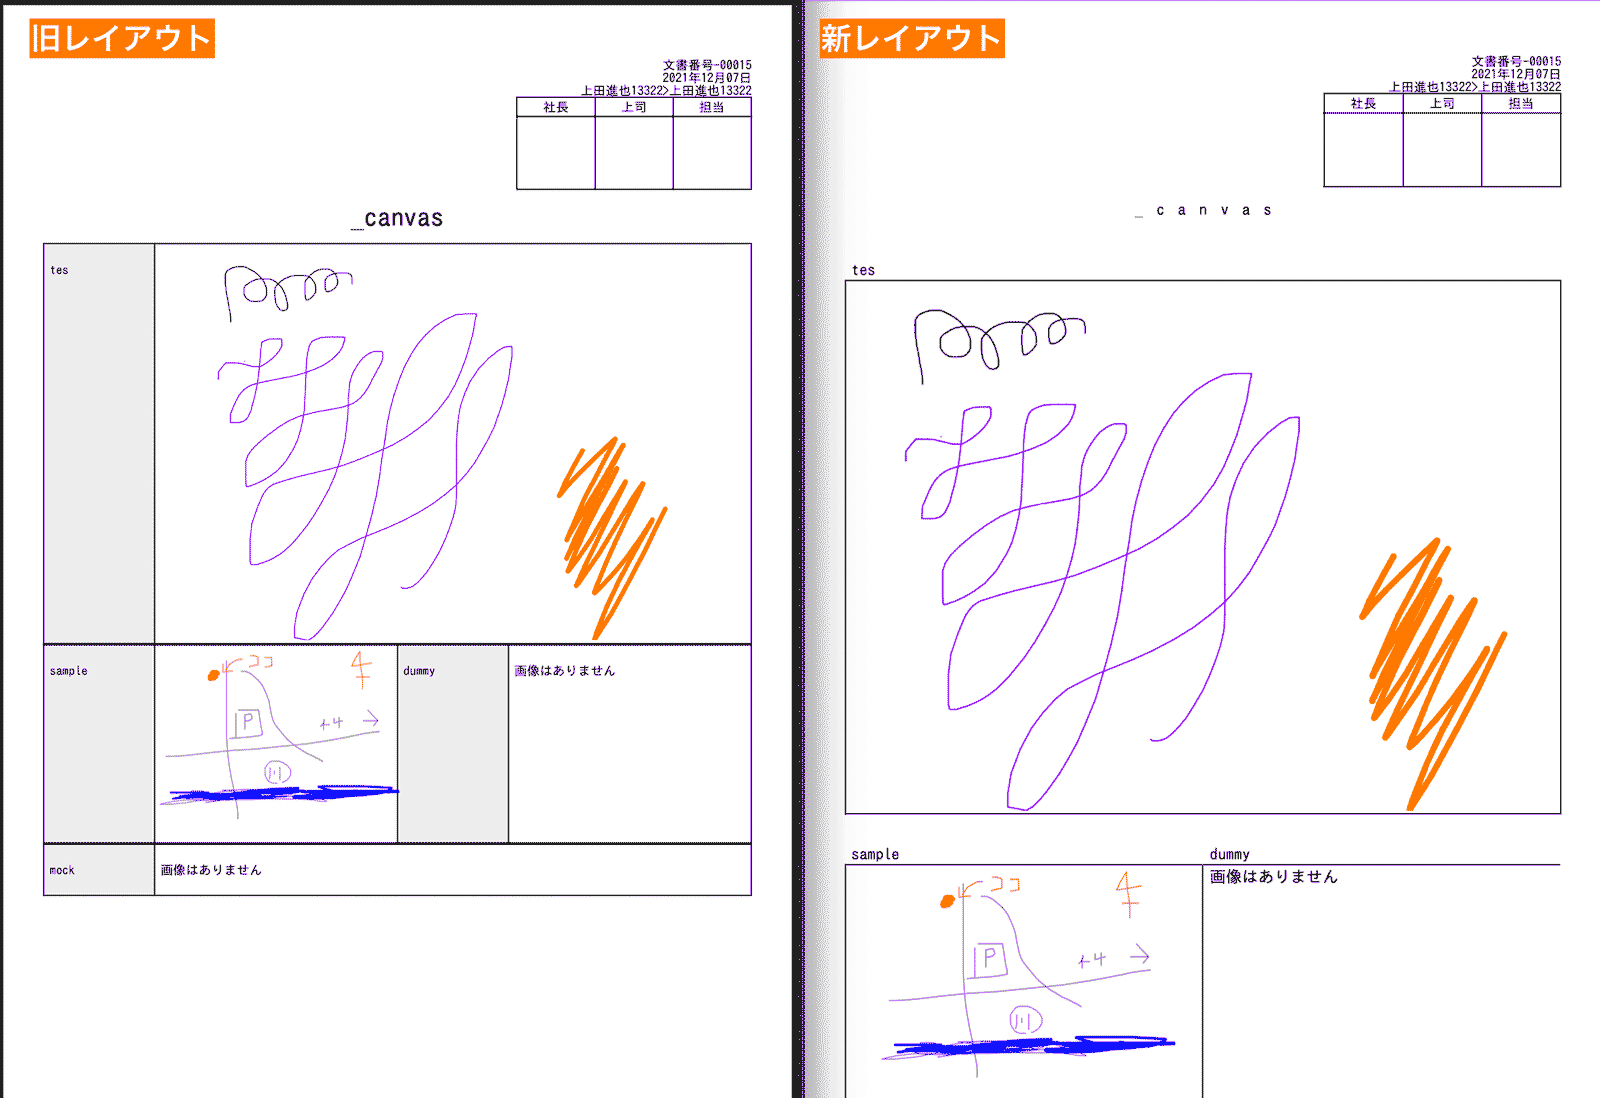 旧レイアウト
文書番号-00015
2021年12月07日
上田進也13322>上田進也13322
社長 上司 担当
_canvas
tes
sample
ココ
P
+4
川
dummy
画像はありません
mock
画像はありません
新レイアウト
文書番号-00015
2021年12月07日
上田進也13322>上田進也13322
社長 上司 担当
_ c a n v a s
tes
sample
ココ
P
+4
川
dummy
画像はありません